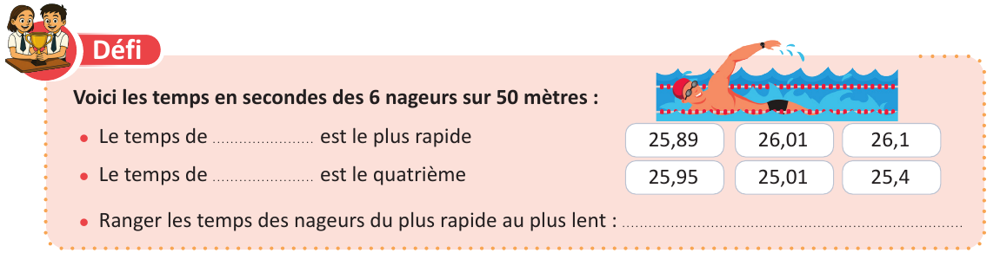 Défi
Voici les temps en secondes des 6 nageurs sur 50 mètres :
• Le temps de ...................... est le plus rapide
• Le temps de ...................... est le quatrième
25,89 26,01 26,1
25,95 25,01 25,4
• Ranger les temps des nageurs du plus rapide au plus lent : ..............................................................................